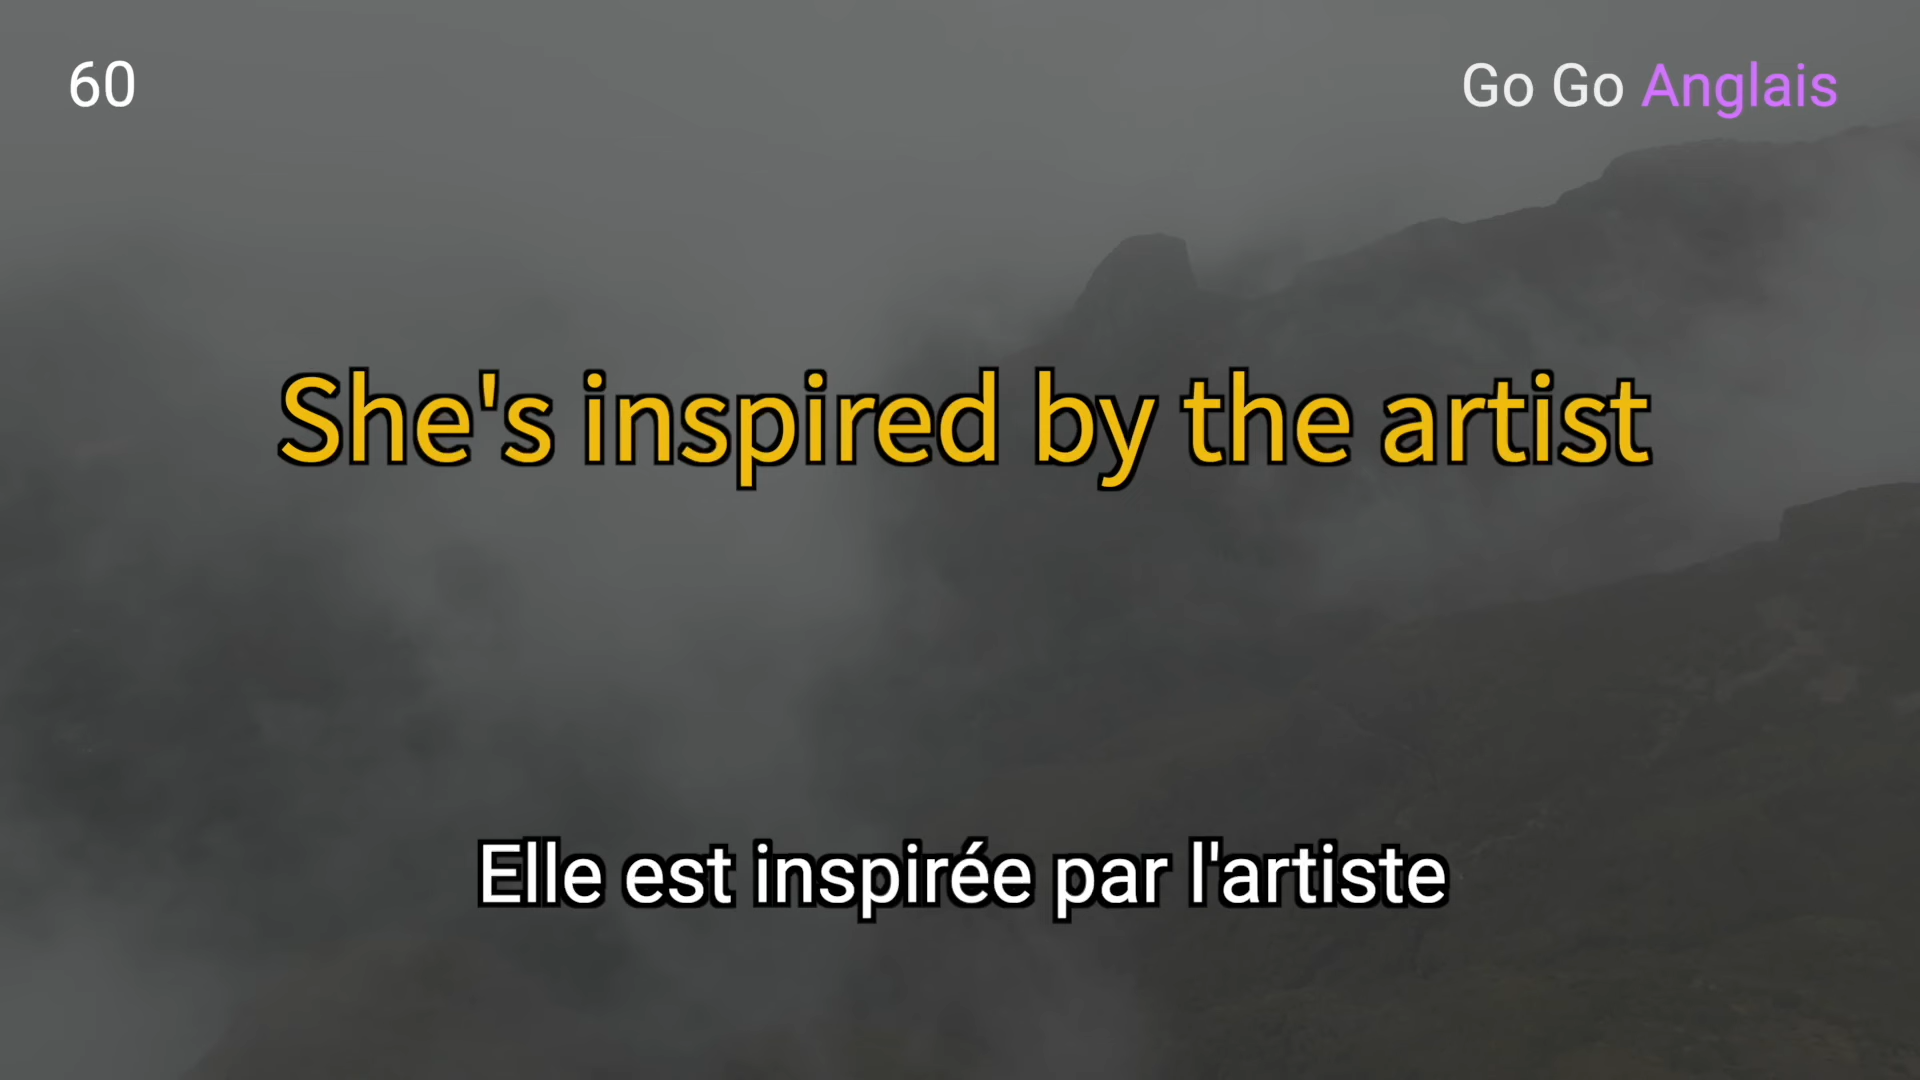 60
Go Go Anglais
She's inspired by the artist
Elle est inspirée par l'artiste